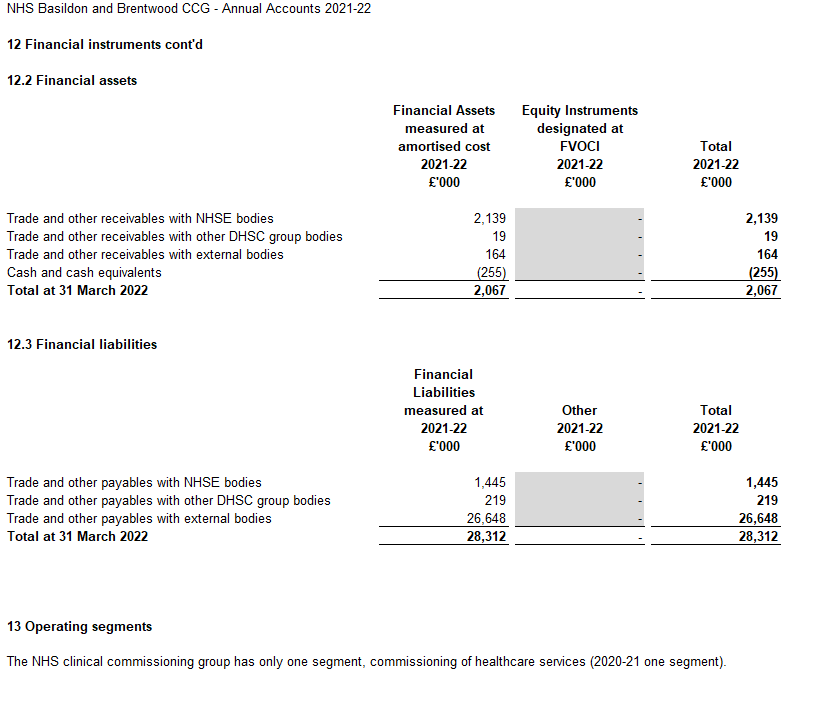 NHS Basildon and Brentwood CCG - Annual Accounts 2021-22
12 Financial instruments cont'd
12.2 Financial assets
Financial Assets measured at amortised cost 2021-22 £'000
Equity Instruments designated at FVOCI 2021-22 £'000
Total 2021-22 £'000
Trade and other receivables with NHSE bodies 2,139 - 2,139
Trade and other receivables with other DHSC group bodies 19 - 19
Trade and other receivables with external bodies 164 - 164
Cash and cash equivalents (255) - (255)
Total at 31 March 2022 2,067 - 2,067
12.3 Financial liabilities
Financial Liabilities measured at 2021-22 £'000
Other 2021-22 £'000
Total 2021-22 £'000
Trade and other payables with NHSE bodies 1,445 - 1,445
Trade and other payables with other DHSC group bodies 219 - 219
Trade and other payables with external bodies 26,648 - 26,648
Total at 31 March 2022 28,312 - 28,312
13 Operating segments
The NHS clinical commissioning group has only one segment, commissioning of healthcare services (2020-21 one segment).